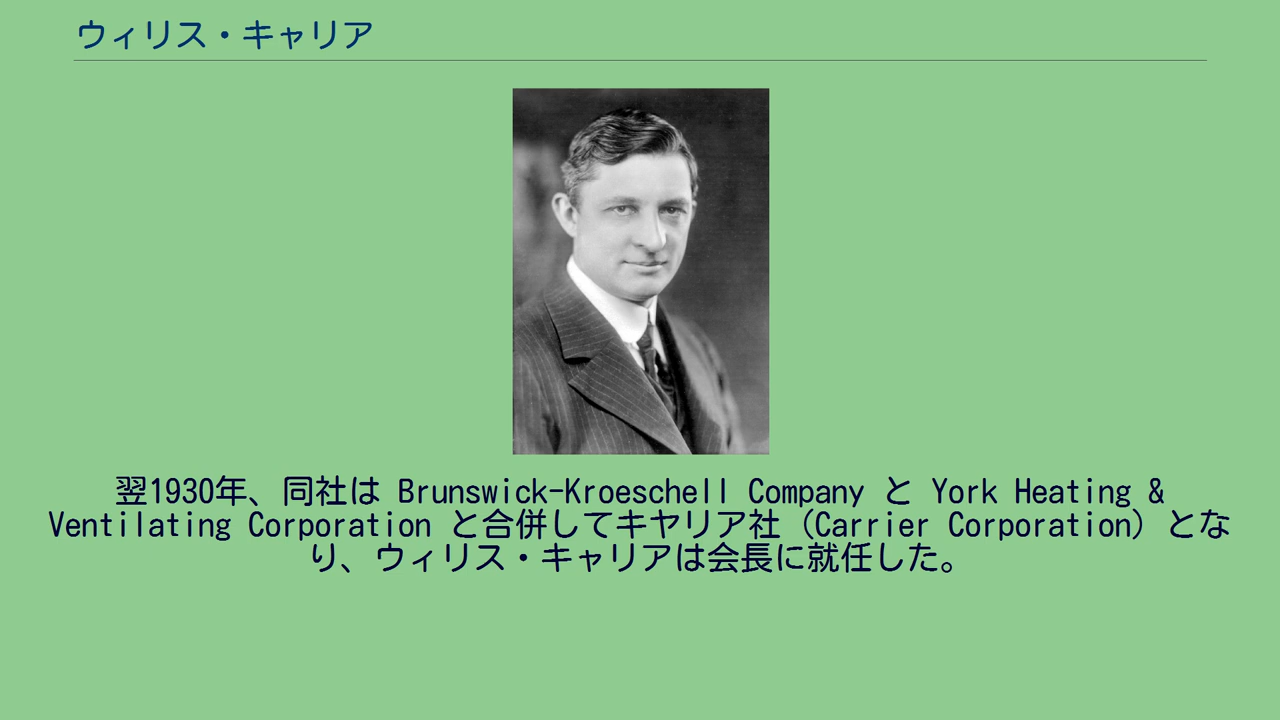 ウィリス・キャリア
翌1930年、同社は Brunswick-Kroeschell Company と York Heating &
Ventilating Corporation と合併してキヤリア社（Carrier Corporation）とな
り、ウィリス・キャリアは会長に就任した。